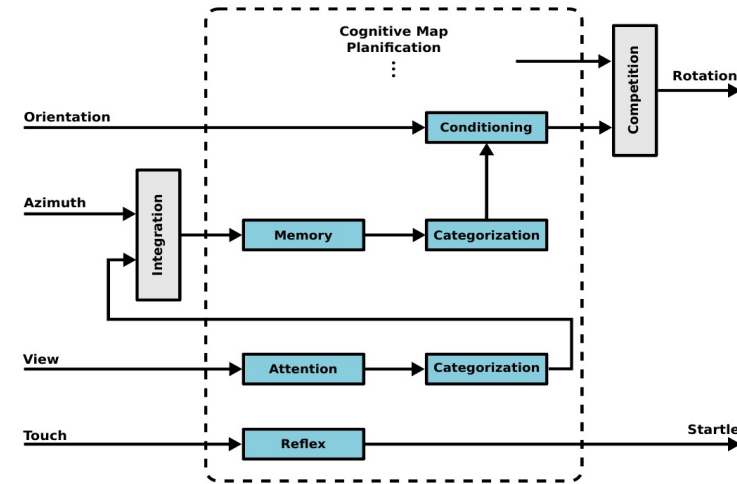 Cognitive Map
Planification
⋮
Competition
Rotation
Orientation
Conditioning
Azimuth
Integration
Memory
Categorization
View
Attention
Categorization
Touch
Reflex
Startle